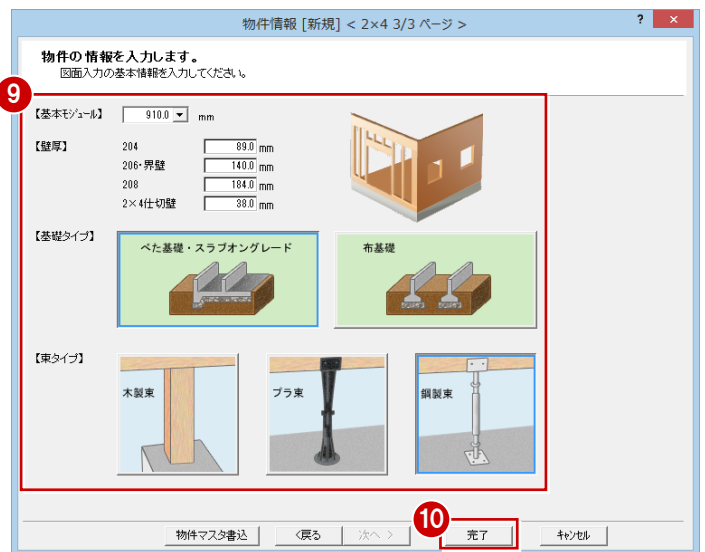 物件情報 [新規] < 2×4 3/3 ページ >
? ×
物件の情報を入力します。
図面入力の基本情報を入力してください。
9
【基本モジュール】 910.0 mm
【壁厚】 204 89.0 mm
206・界壁 140.0 mm
208 184.0 mm
2×4仕切壁 38.0 mm
【基礎タイプ】
べた基礎・スラブオングレード 布基礎
【束タイプ】
木製束 プラ束 鋼製束
10
物件マスタ書込 <戻る 次へ > 完了 キャンセル